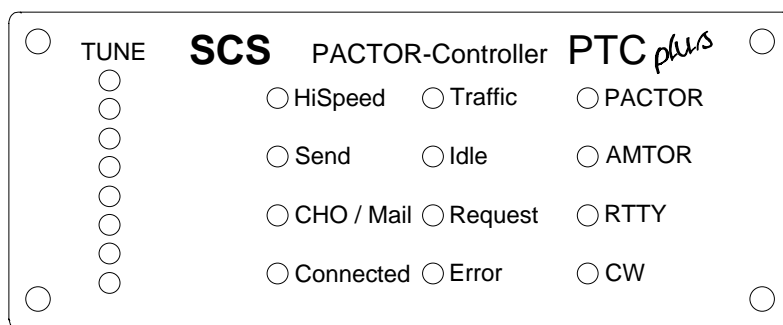 TUNE SCS PACTOR-Controller PTC plus
HiSpeed Traffic PACTOR
Send Idle AMTOR
CHO / Mail Request RTTY
Connected Error CW